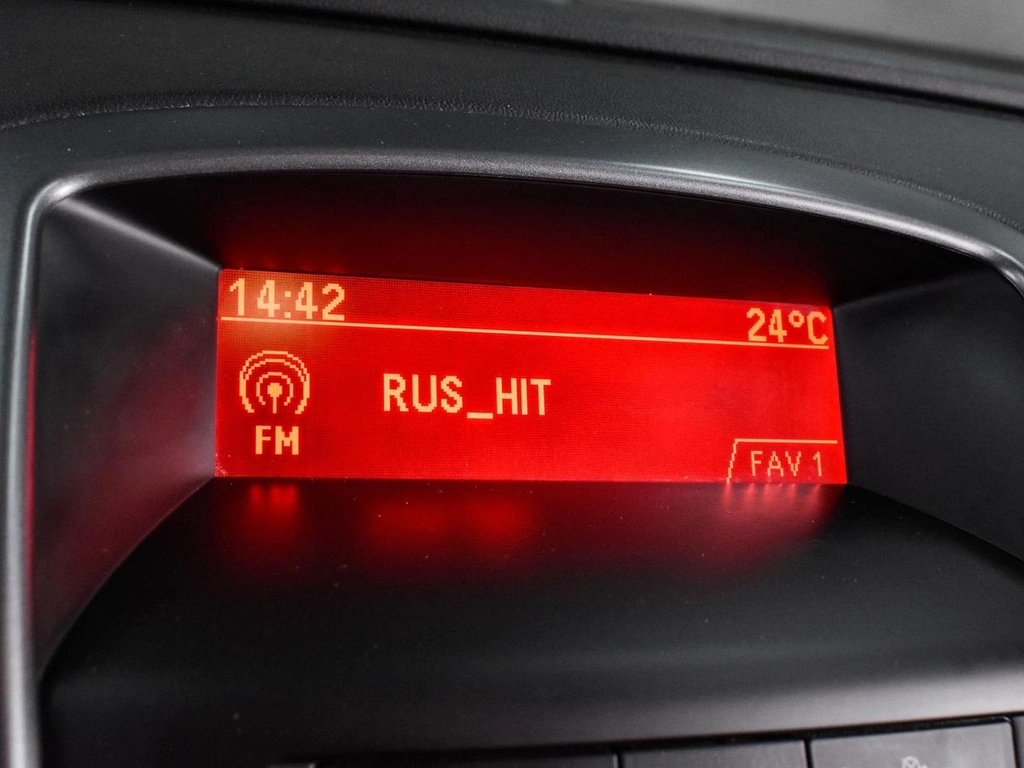 14:42 24°C
RUS_HIT
FM
FAV 1